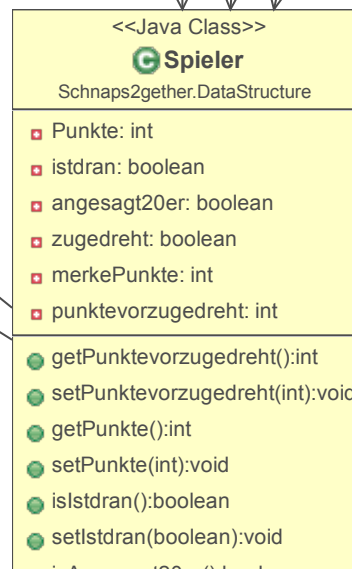 <<Java Class>>
C Spieler
Schnaps2gether.DataStructure
Punkte: int
istdran: boolean
angesagt20er: boolean
zugedreht: boolean
merkePunkte: int
punktevorzugedreht: int
getPunktevorzugedreht():int
setPunktevorzugedreht(int):void
getPunkte():int
setPunkte(int):void
isIstdran():boolean
setIstdran(boolean):void